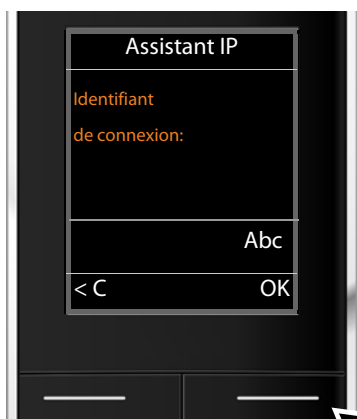 Assistant IP
Identifiant
de connexion:
Abc
< C OK